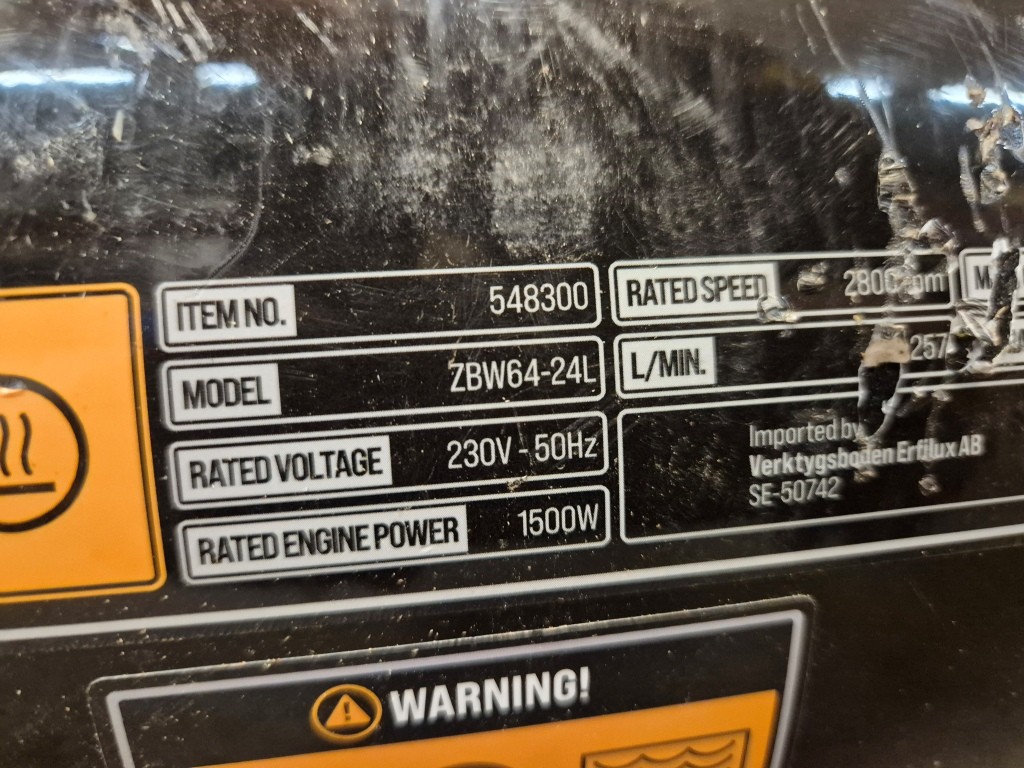 ITEM NO. 548300
MODEL ZBW64-24L
RATED VOLTAGE 230V - 50Hz
RATED ENGINE POWER 1500W
RATED SPEED
L/MIN. 257
Imported by
Verktygsboden Erfilux AB
SE-50742
WARNING!